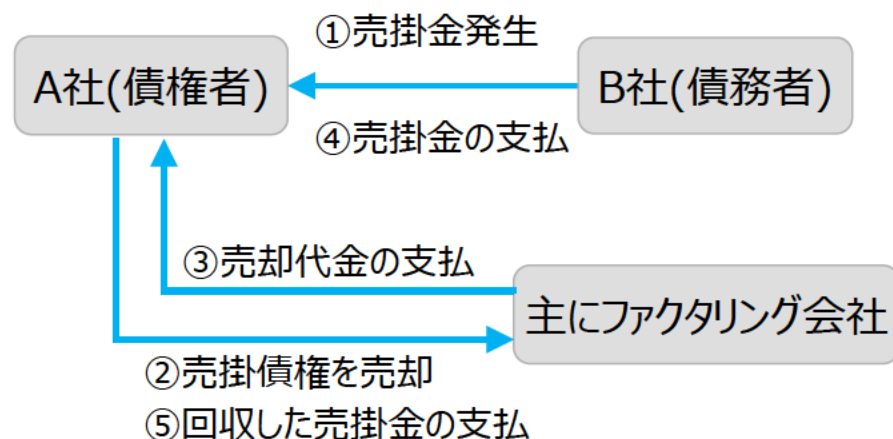 ①売掛金発生
A社(債権者)
B社(債務者)
④売掛金の支払
③売却代金の支払
主にファクタリング会社
②売掛債権を売却
⑤回収した売掛金の支払